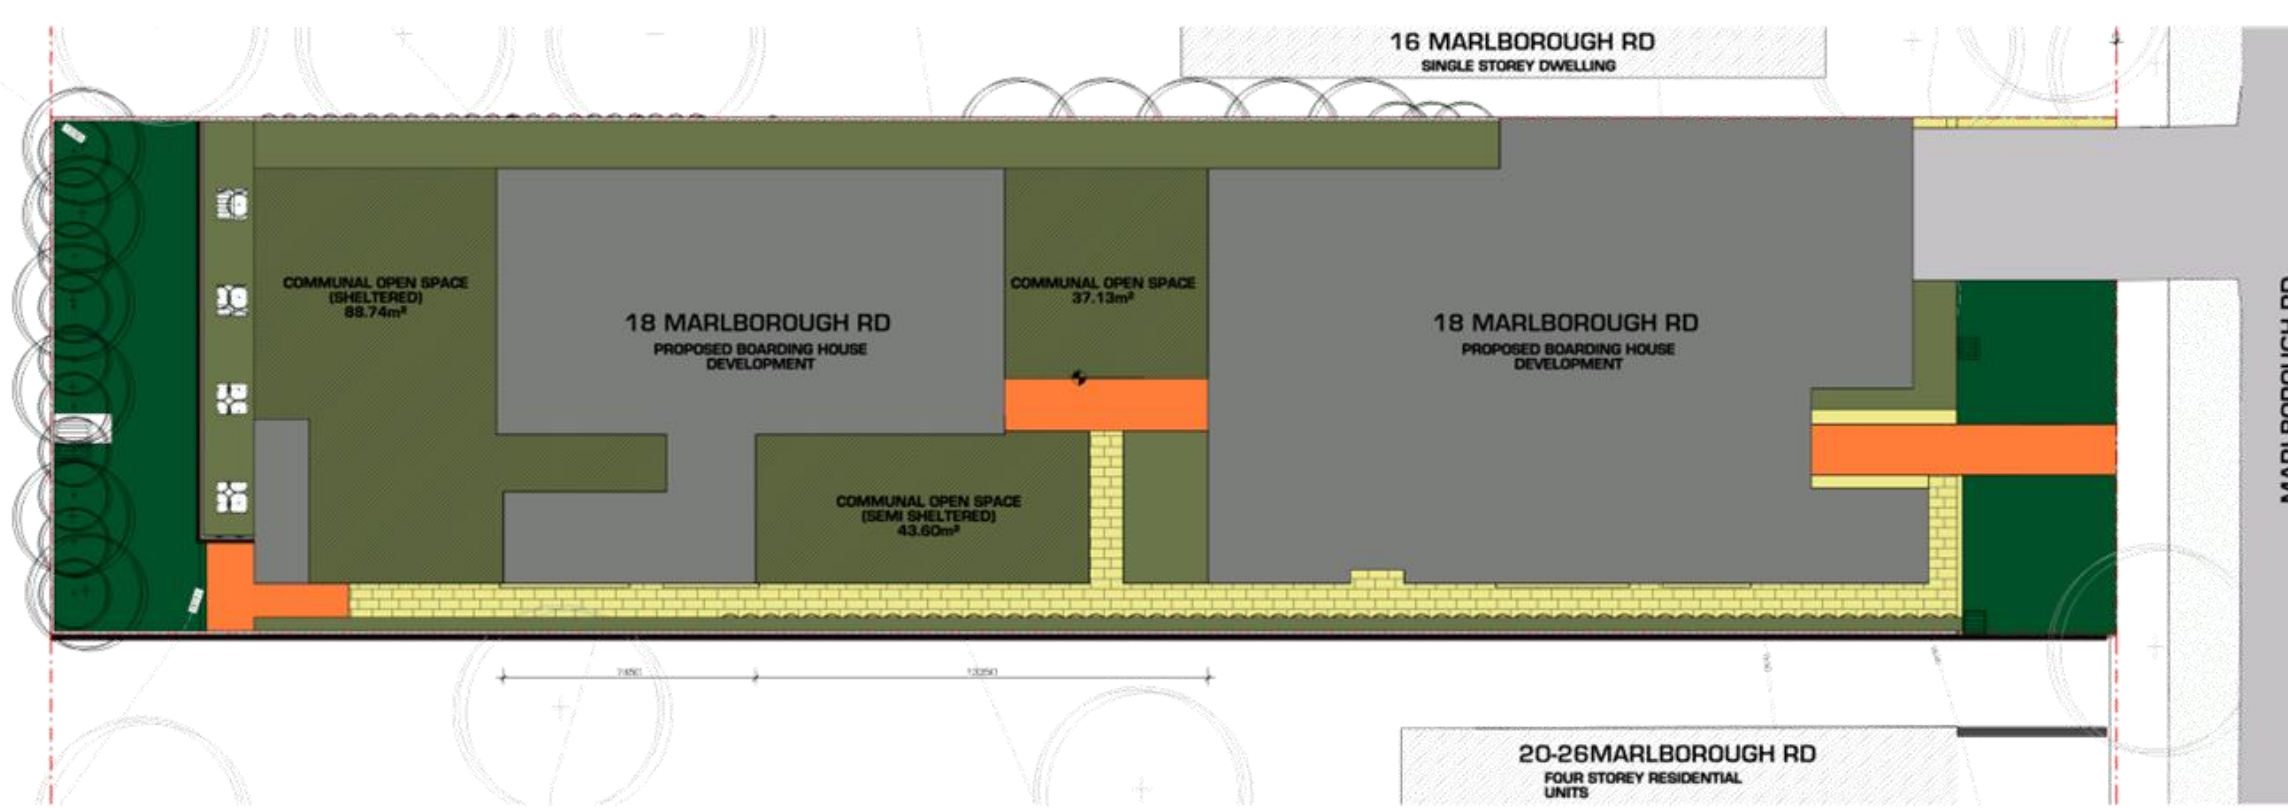 16 MARLBOROUGH RD
SINGLE STOREY DWELLING
COMMUNAL OPEN SPACE
(SHELTERED)
88.74m²
18 MARLBOROUGH RD
PROPOSED BOARDING HOUSE
DEVELOPMENT
COMMUNAL OPEN SPACE
37.13m²
18 MARLBOROUGH RD
PROPOSED BOARDING HOUSE
DEVELOPMENT
COMMUNAL OPEN SPACE
(SEMI SHELTERED)
43.60m²
MARLBOROUGH RD
20-26MARLBOROUGH RD
FOUR STOREY RESIDENTIAL
UNITS